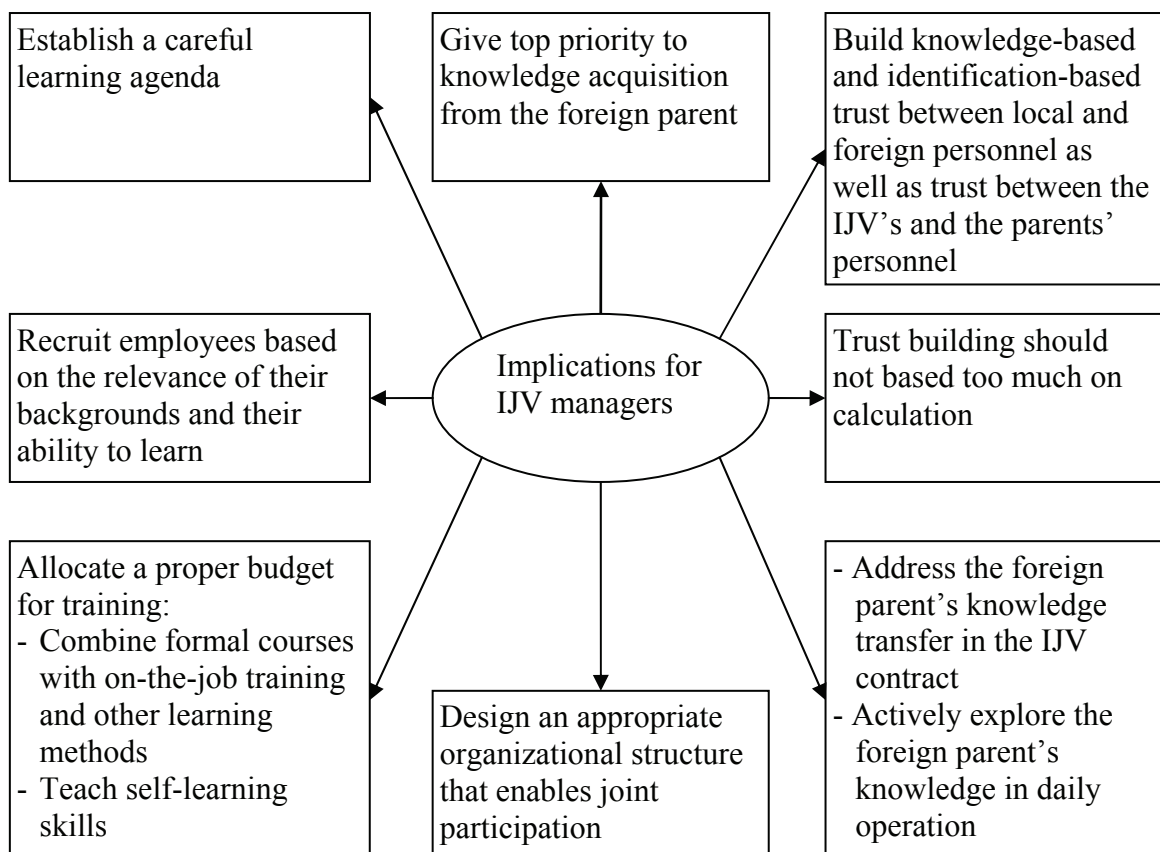 Establish a careful
learning agenda
Give top priority to
knowledge acquisition
from the foreign parent
Build knowledge-based
and identification-based
trust between local and
foreign personnel as
well as trust between the
IJV’s and the parents’
personnel
Recruit employees based
on the relevance of their
backgrounds and their
ability to learn
Implications for
IJV managers
Trust building should
not based too much on
calculation
Allocate a proper budget
for training:
- Combine formal courses
with on-the-job training
and other learning
methods
- Teach self-learning
skills
Design an appropriate
organizational structure
that enables joint
participation
- Address the foreign
parent’s knowledge
transfer in the IJV
contract
- Actively explore the
foreign parent’s
knowledge in daily
operation